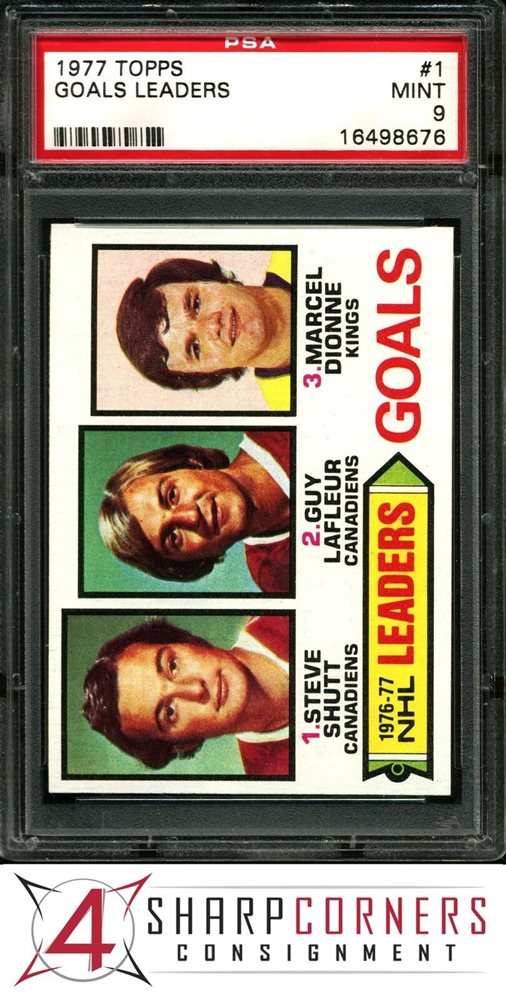 PSA
1977 TOPPS #1
GOALS LEADERS MINT
9
16498676
1976-77
NHL LEADERS GOALS
1. STEVE
SHUTT
CANADIENS
2. GUY
LAFLEUR
CANADIENS
3. MARCEL
DIONNE
KINGS
4 SHARPCORNERS
CONSIGNMENT